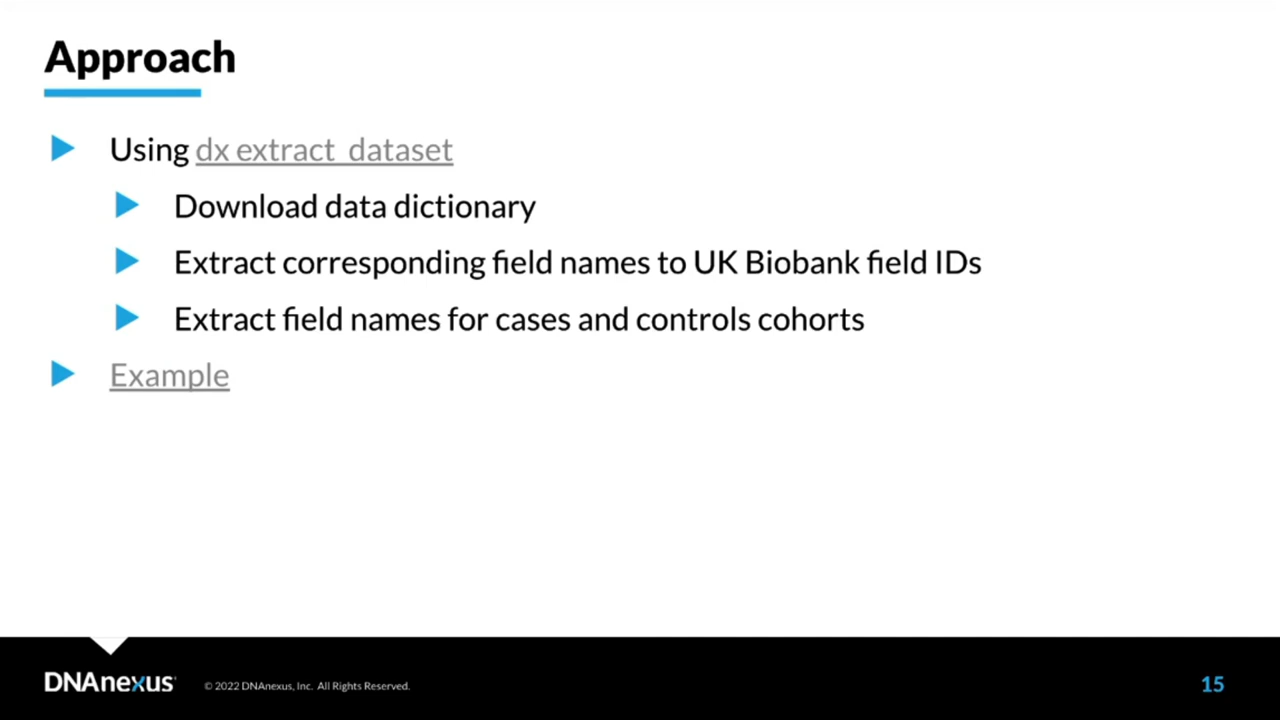 Approach
Using dx extract_dataset
Download data dictionary
Extract corresponding field names to UK Biobank field IDs
Extract field names for cases and controls cohorts
Example
DNAnexus
© 2022 DNAnexus, Inc. All Rights Reserved.
15